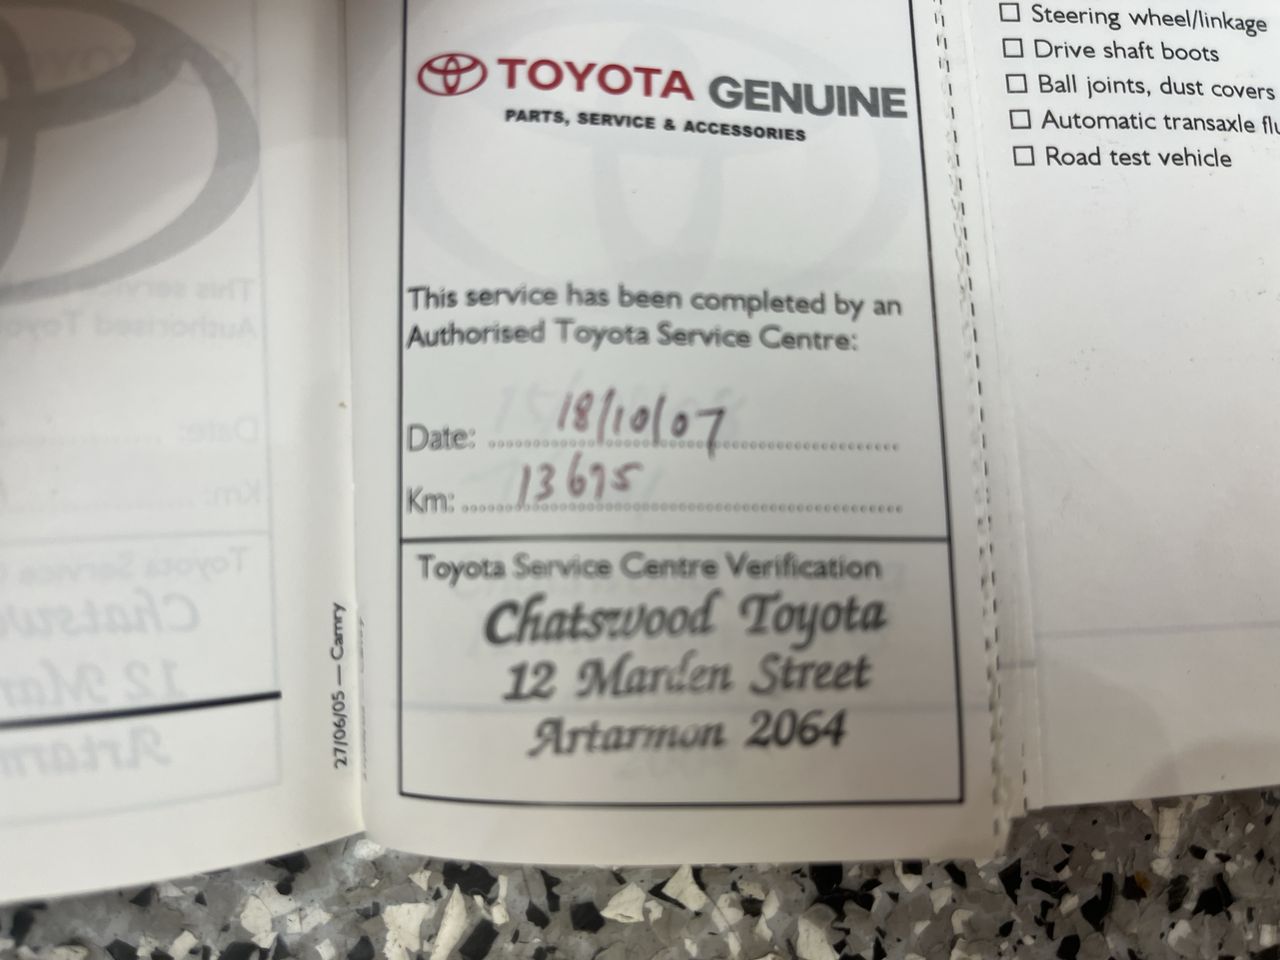 TOYOTA GENUINE
PARTS, SERVICE & ACCESSORIES
This service has been completed by an
Authorised Toyota Service Centre:
Date: 18/10/07
Km: 13695
Toyota Service Centre Verification
Chatswood Toyota
12 Marden Street
Artarmon 2064
27/06/05 — Camry
☐ Steering wheel/linkage
☐ Drive shaft boots
☐ Ball joints, dust covers
☐ Automatic transaxle flu
☐ Road test vehicle